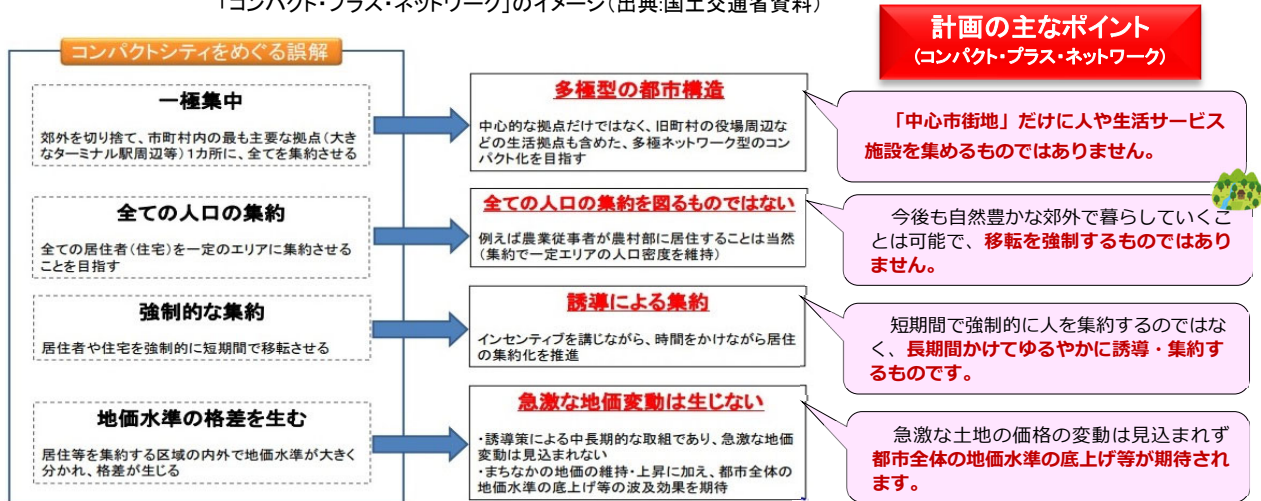 「コンパクト・プラス・ネットワーク」のイメージ（出典:国土交通省資料）
計画の主なポイント
(コンパクト・プラス・ネットワーク)
コンパクトシティをめぐる誤解
一極集中
郊外を切り捨て、市町村内の最も主要な拠点（大き
なターミナル駅周辺等）1カ所に、全てを集約させる
多極型の都市構造
中心的な拠点だけではなく、旧町村の役場周辺な
どの生活拠点も含めた、多極ネットワーク型のコン
パクト化を目指す
「中心市街地」だけに人や生活サービス
施設を集めるものではありません。
全ての人口の集約
全ての居住者（住宅）を一定のエリアに集約させる
ことを目指す
全ての人口の集約を図るものではない
例えば農業従事者が農村部に居住することは当然
（集約で一定エリアの人口密度を維持）
今後も自然豊かな郊外で暮らしていくこ
とは可能で、移転を強制するものではあり
ません。
強制的な集約
居住者や住宅を強制的に短期間で移転させる
誘導による集約
インセンティブを講じながら、時間をかけながら居住
の集約化を推進
短期間で強制的に人を集約するのではな
く、長期間かけてゆるやかに誘導・集約す
るものです。
地価水準の格差を生む
居住等を集約する区域の内外で地価水準が大きく
分かれ、格差が生じる
急激な地価変動は生じない
・誘導策による中長期的な取組であり、急激な地価
変動は見込まれない
・まちなかの地価の維持・上昇に加え、都市全体の
地価水準の底上げ等の波及効果を期待
急激な土地の価格の変動は見込まれず
都市全体の地価水準の底上げ等が期待され
ます。